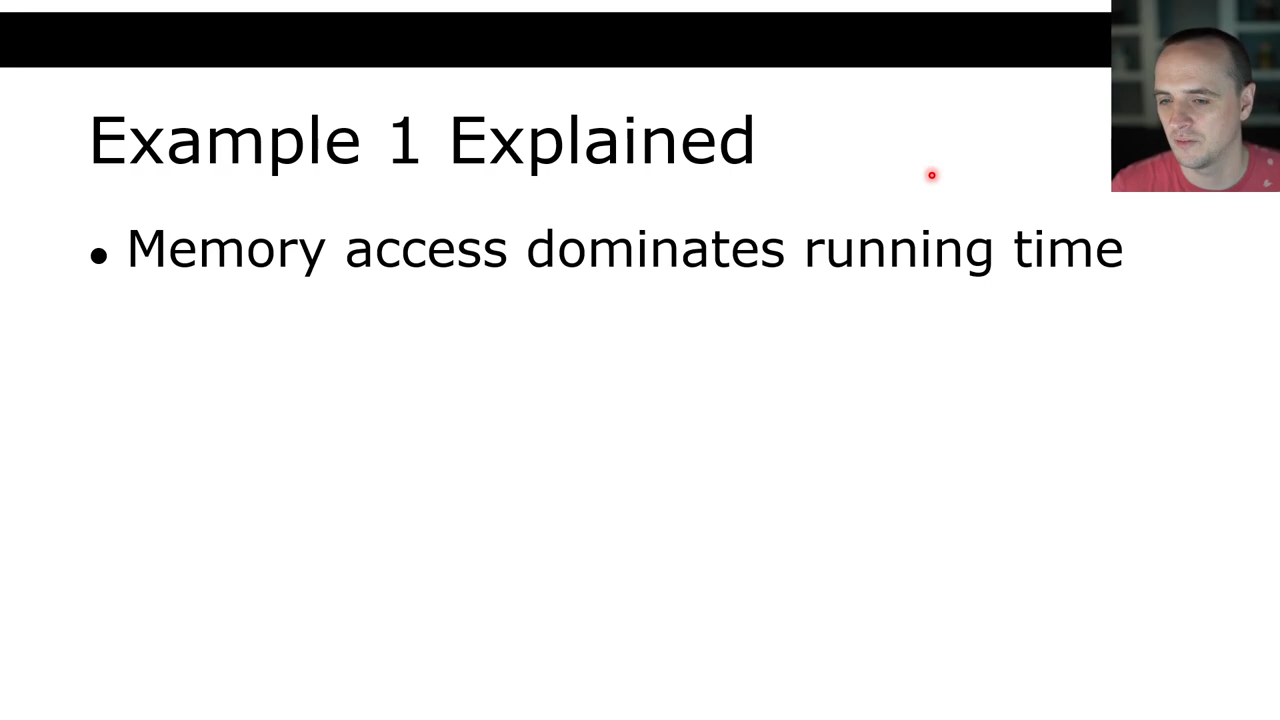 Example 1 Explained
• Memory access dominates running time